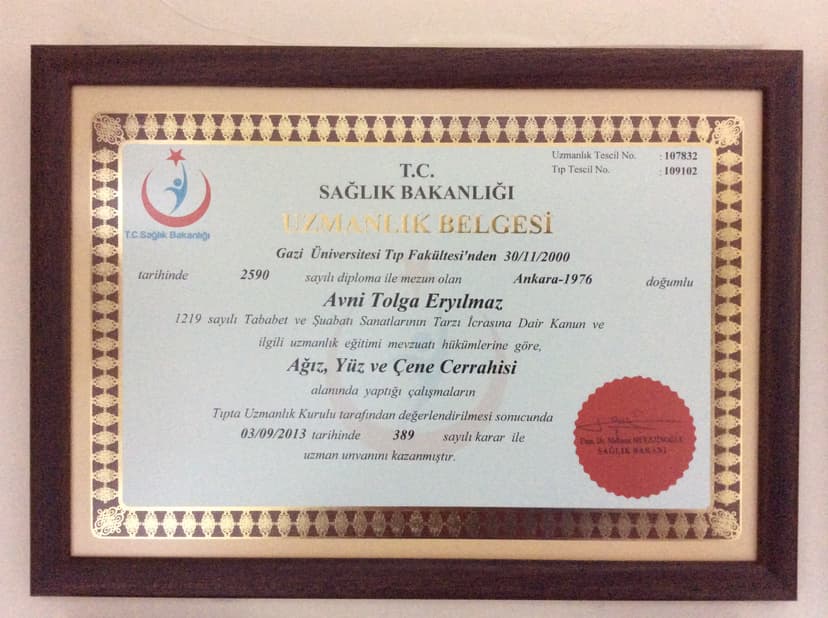 Uzmanlık Tescil No. : 107832
Tıp Tescil No. : 109102
T.C. Sağlık Bakanlığı
T.C.
SAĞLIK BAKANLIĞI
UZMANLIK BELGESİ
Gazi Üniversitesi Tıp Fakültesi'nden 30/11/2000
tarihinde 2590 sayılı diploma ile mezun olan Ankara-1976 doğumlu
Avni Tolga Eryılmaz
1219 sayılı Tababet ve Şuabatı Sanatlarının Tarzı İcrasına Dair Kanun ve
ilgili uzmanlık eğitimi mevzuatı hükümlerine göre,
Ağız, Yüz ve Çene Cerrahisi
alanında yaptığı çalışmaların
Tıpta Uzmanlık Kurulu tarafından değerlendirilmesi sonucunda
03/09/2013 tarihinde 389 sayılı karar ile
uzman unvanını kazanmıştır.
Dr. Mehmet
SAĞLIK BAKANI